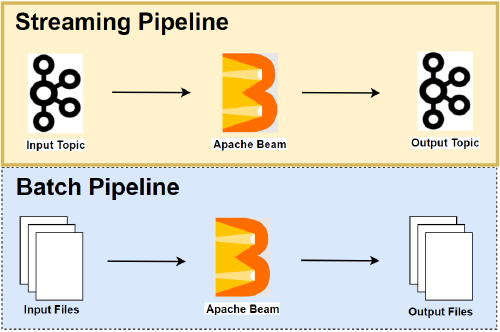 Streaming Pipeline
Input Topic
Apache Beam
Output Topic
Batch Pipeline
Input Files
Apache Beam
Output Files